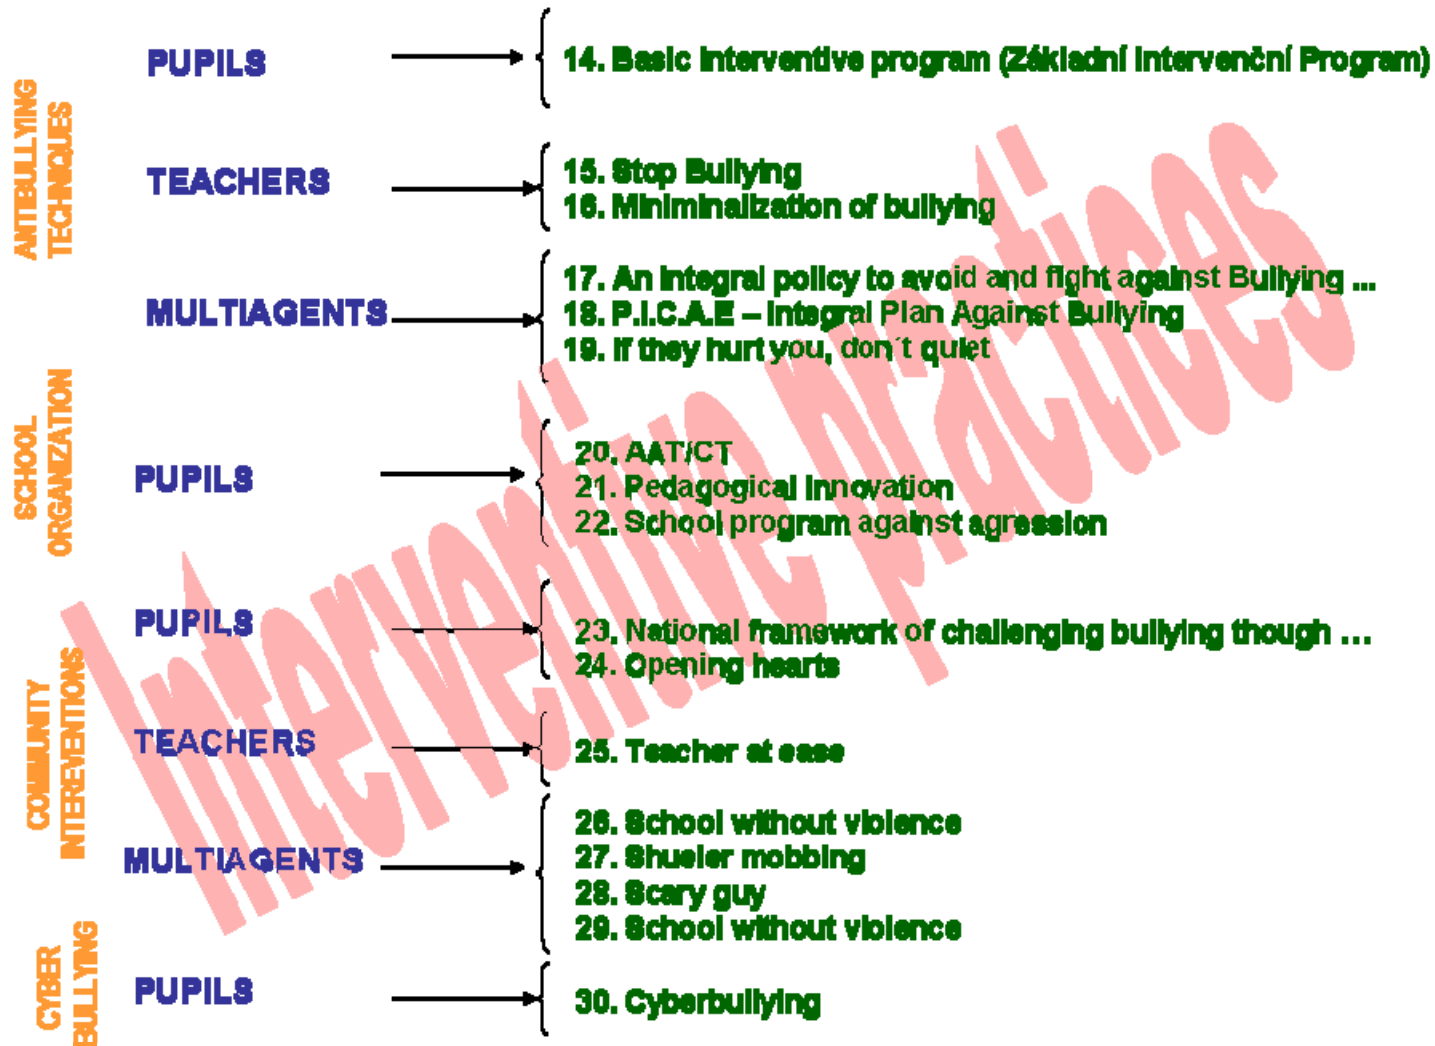 ANTIBULLYING
TECHNIQUES
PUPILS
14. Basic Interventive program (Základní Intervenční Program)
TEACHERS
15. Stop Bullying
16. Miniminalization of bullying
MULTIAGENTS
17. An integral policy to avoid and fight against Bullying ...
18. P.I.C.A.E – Integral Plan Against Bullying
19. If they hurt you, don´t quiet
SCHOOL
ORGANIZATION
PUPILS
20. AAT/CT
21. Pedagogical Innovation
22. School program against agression
COMMUNITY
INTEREVENTIONS
PUPILS
23. National framework of challenging bullying though ...
24. Opening hearts
TEACHERS
25. Teacher at ease
MULTIAGENTS
26. School without violence
27. Shueler mobbing
28. Scary guy
29. School without violence
CYBER
BULLYING
PUPILS
30. Cyberbullying
Interventive practices